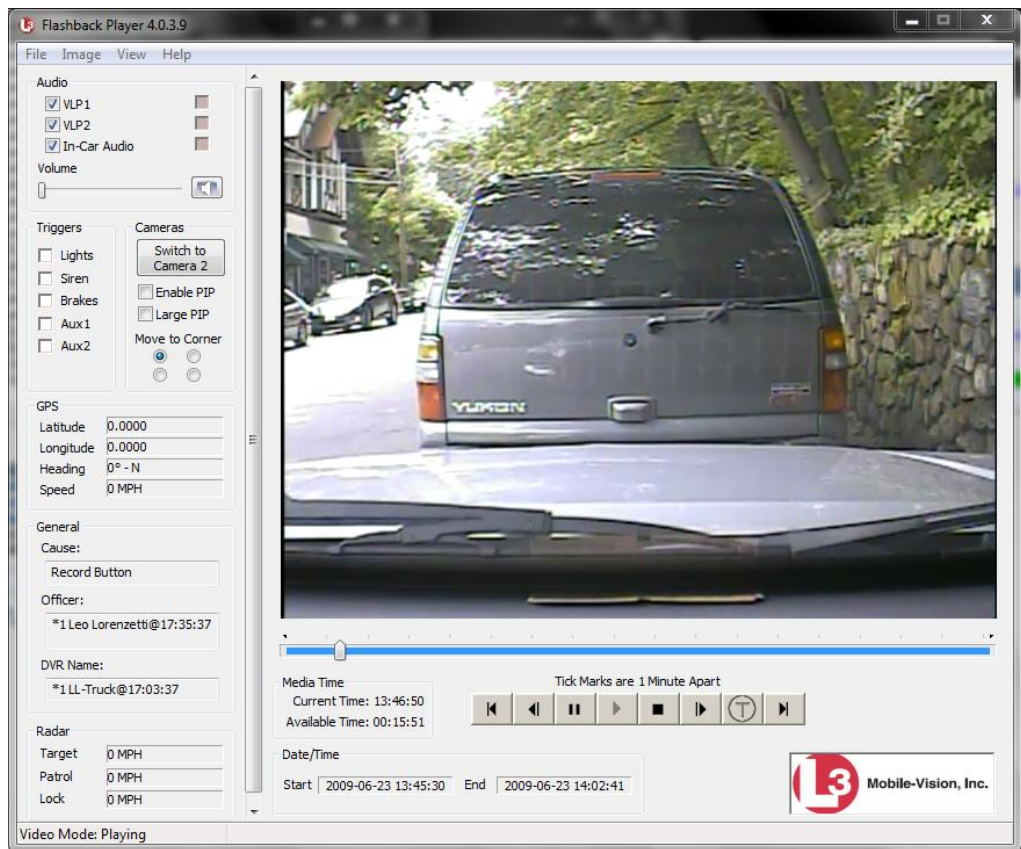 L3 Flashback Player 4.0.3.9
File Image View Help
Audio
VLP1
VLP2
In-Car Audio
Volume
Triggers
Lights
Siren
Brakes
Aux1
Aux2
Cameras
Switch to
Camera 2
Enable PIP
Large PIP
Move to Corner
GPS
Latitude 0.0000
Longitude 0.0000
Heading 0° - N
Speed 0 MPH
General
Cause:
Record Button
Officer:
*1 Leo Lorenzetti@17:35:37
DVR Name:
*1 LL-Truck@17:03:37
Radar
Target 0 MPH
Patrol 0 MPH
Lock 0 MPH
YUKON
Media Time
Current Time: 13:46:50
Available Time: 00:15:51
Tick Marks are 1 Minute Apart
T
Date/Time
Start 2009-06-23 13:45:30 End 2009-06-23 14:02:41
L3 Mobile-Vision, Inc.
Video Mode: Playing